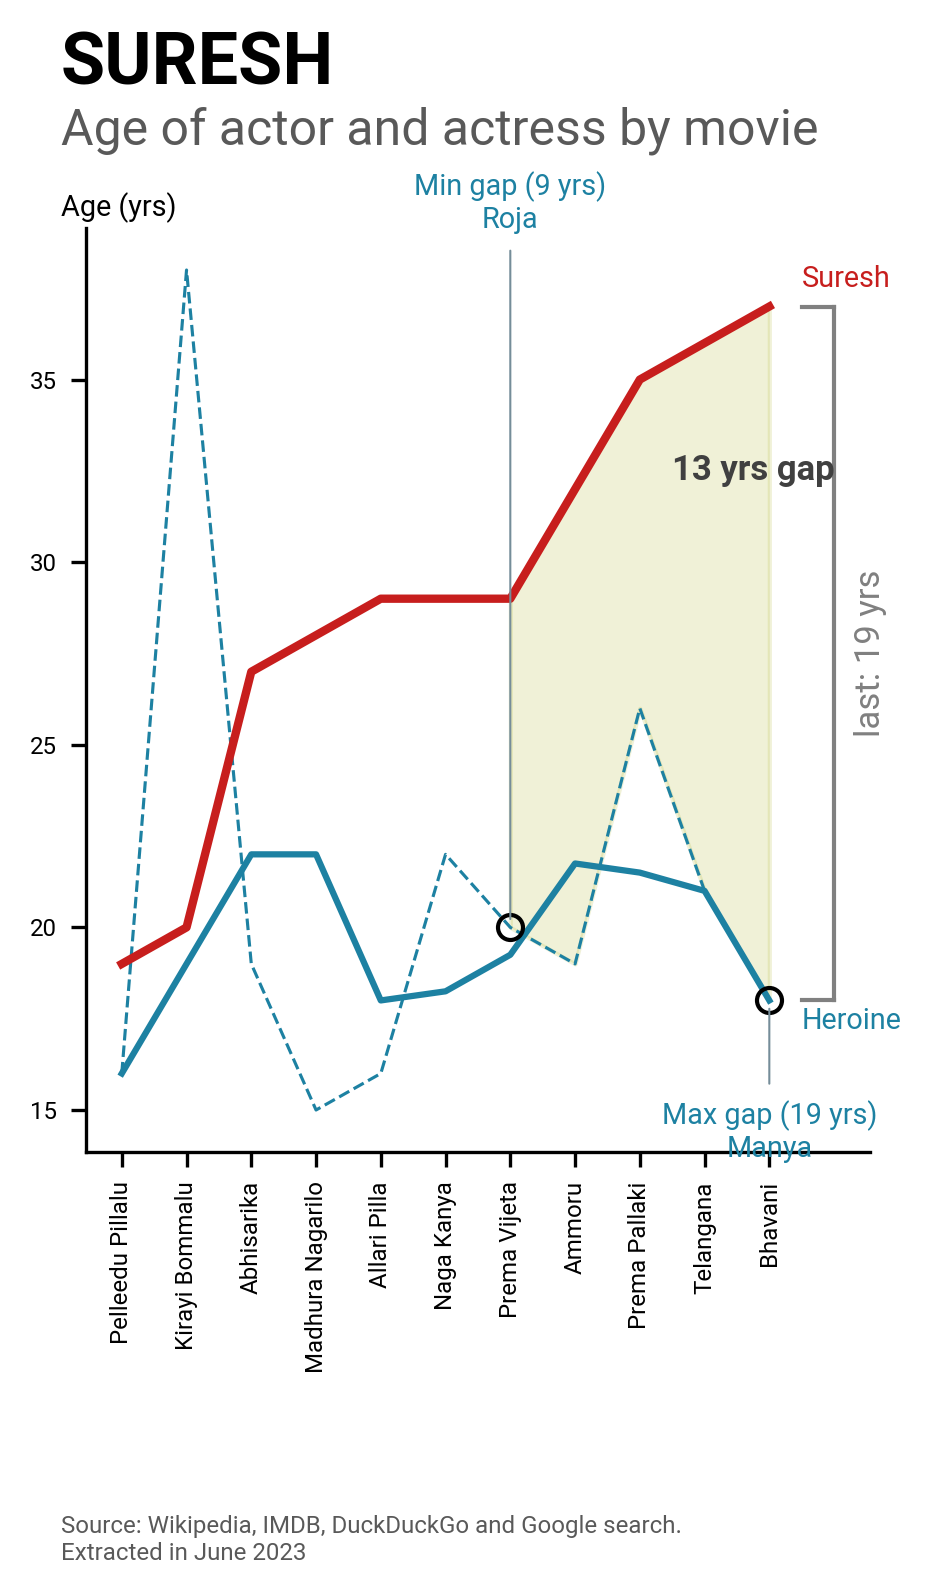 SURESH
Age of actor and actress by movie
Min gap (9 yrs)
Roja
Age (yrs)
Suresh
35
13 yrs gap
30
last: 19 yrs
25
20
Heroine
15
Max gap (19 yrs)
Manya
Pelleedu Pillalu
Kirayi Bommalu
Abhisarika
Madhura Nagarilo
Allari Pilla
Naga Kanya
Prema Vijeta
Ammoru
Prema Pallaki
Telangana
Bhavani
Source: Wikipedia, IMDB, DuckDuckGo and Google search.
Extracted in June 2023